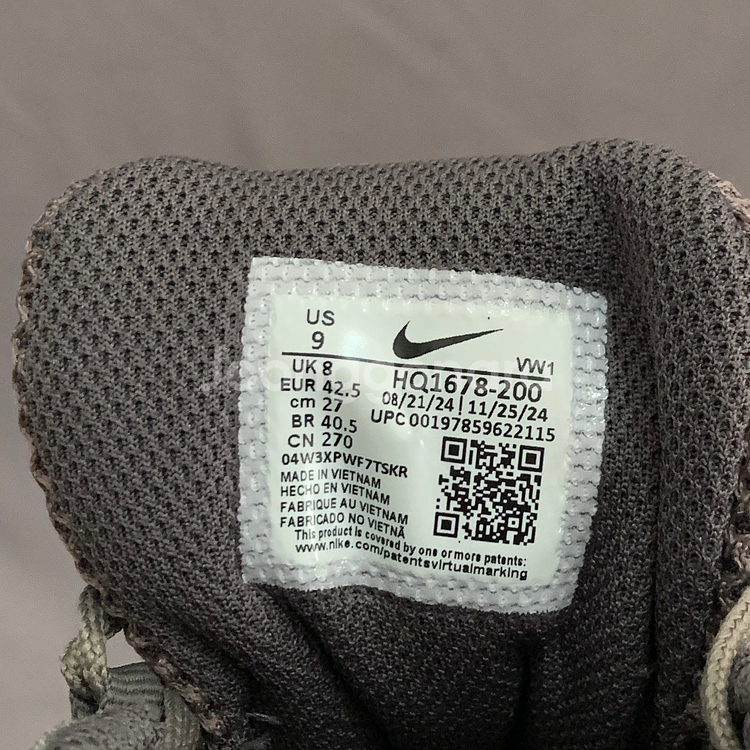 US
9
VW1
UK 8
EUR 42.5
cm 27
BR 40.5
CN 270
HQ1678-200
08/21/24 | 11/25/24
UPC 00197859622115
04W3XPWF7TSKR
MADE IN VIETNAM
HECHO EN VIETNAM
FABRIQUE AU VIETNAM
FABRICADO NO VIETNÃ
This product is covered by one or more patents:
www.nike.com/patentsvirtualmarking